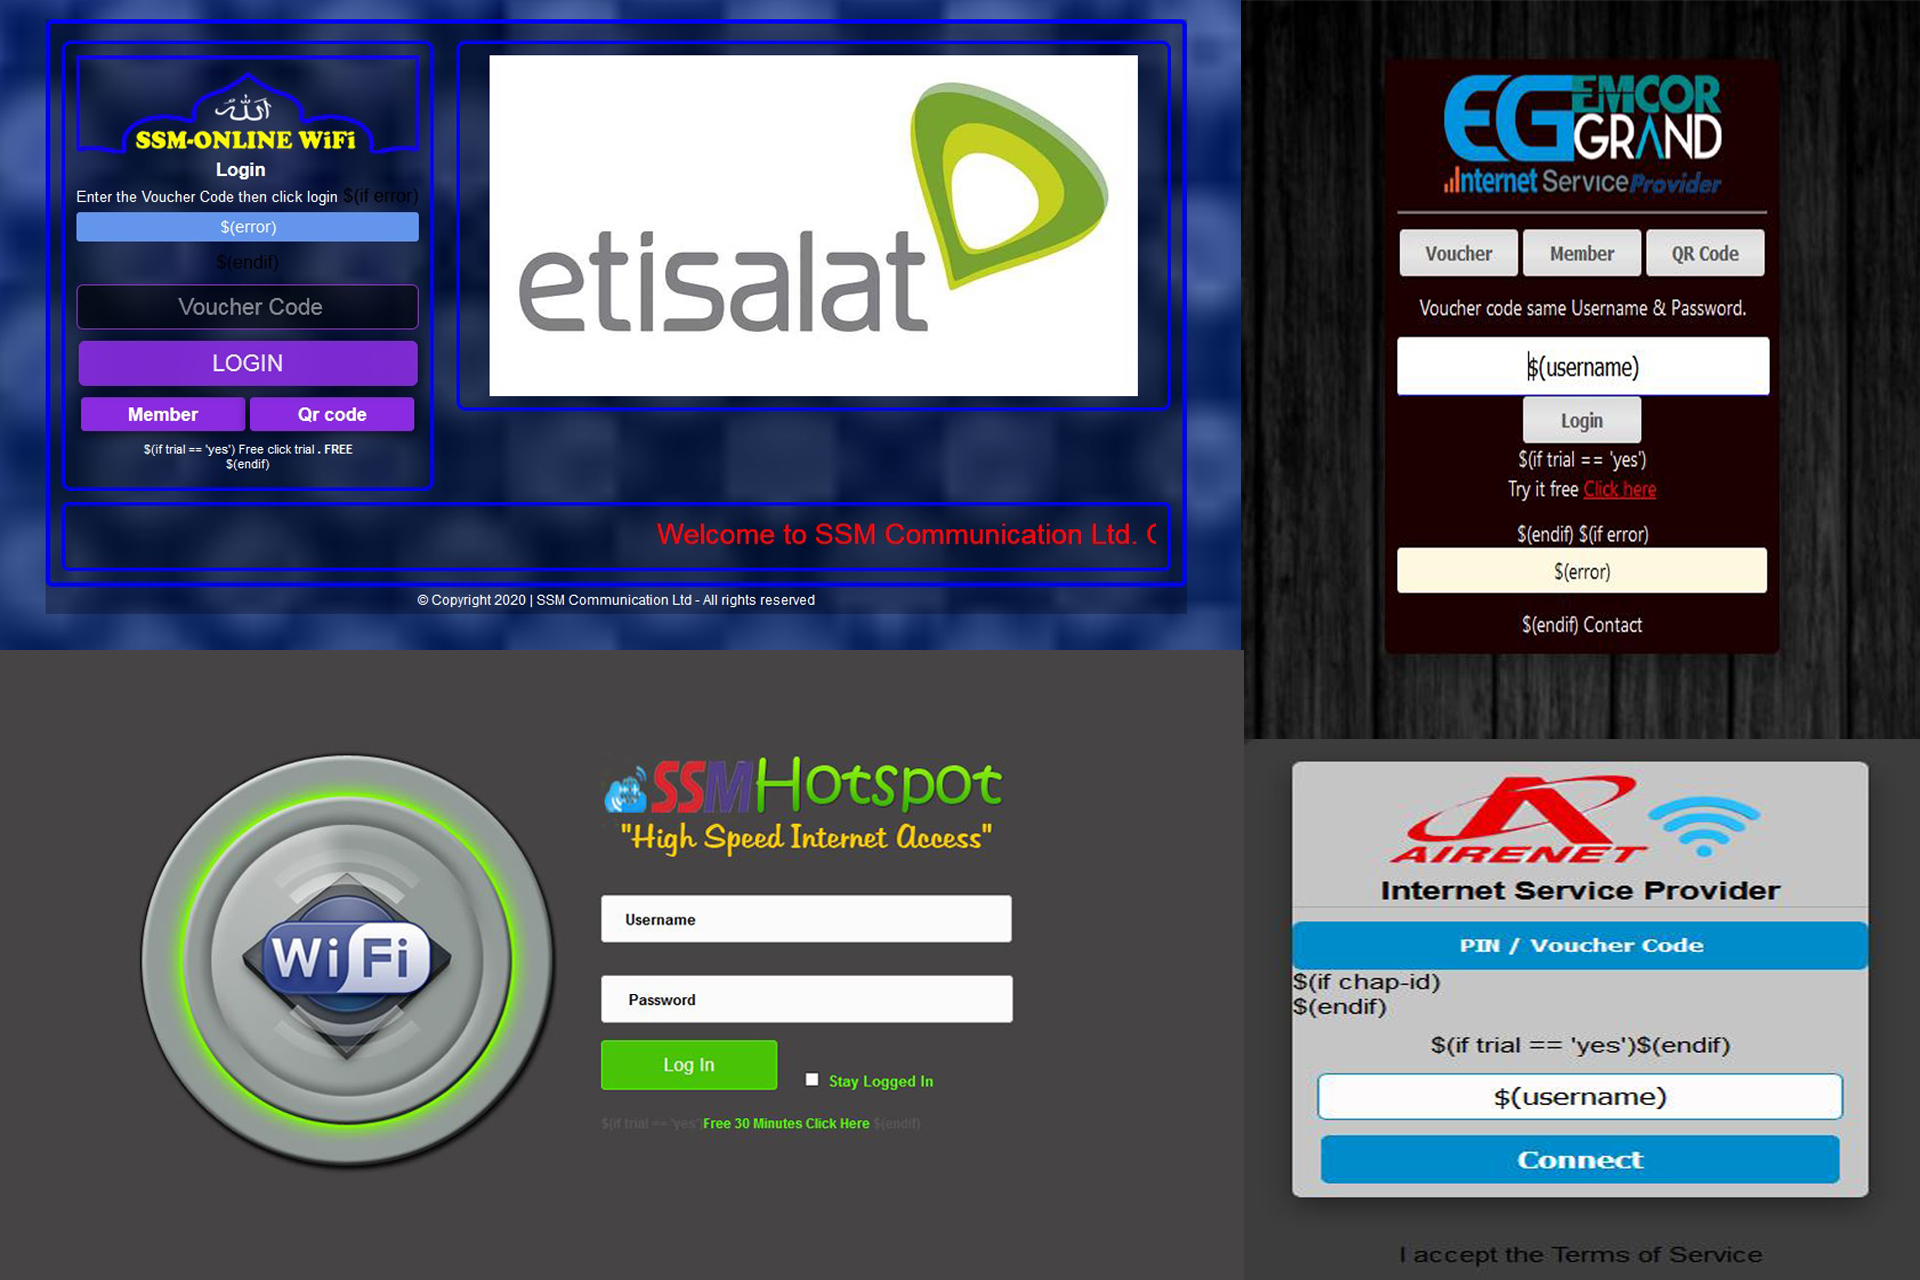 الله
SSM-ONLINE WiFi
Login
Enter the Voucher Code then click login $(if error)
$(error)
$(endif)
Voucher Code
LOGIN
Member Qr code
$(if trial == 'yes') Free click trial . FREE
$(endif)
etisalat
Welcome to SSM Communication Ltd.
© Copyright 2020 | SSM Communication Ltd - All rights reserved
EG EMCOR
GRAND
Internet Service Provider
Voucher Member QR Code
Voucher code same Username & Password.
$(username)
Login
$(if trial == 'yes')
Try it free Click here
$(endif) $(if error)
$(error)
$(endif) Contact
WiFi
SSMHotspot
"High Speed Internet Access"
Username
Password
Log In
Stay Logged In
$(if trial == 'yes')Free 30 Minutes Click Here $(endif)
AIRENET
Internet Service Provider
PIN / Voucher Code
$(if chap-id)
$(endif)
$(if trial == 'yes')$(endif)
$(username)
Connect
I accept the Terms of Service